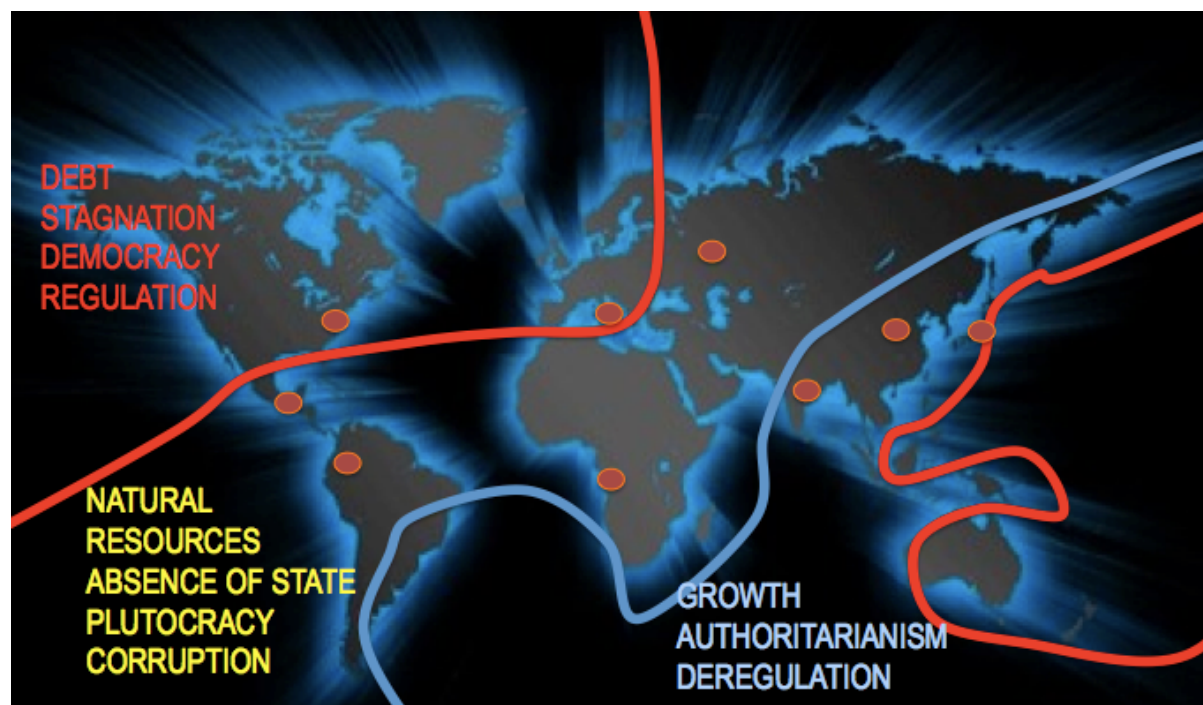 DEBT
STAGNATION
DEMOCRACY
REGULATION
NATURAL
RESOURCES
ABSENCE OF STATE
PLUTOCRACY
CORRUPTION
GROWTH
AUTHORITARIANISM
DEREGULATION